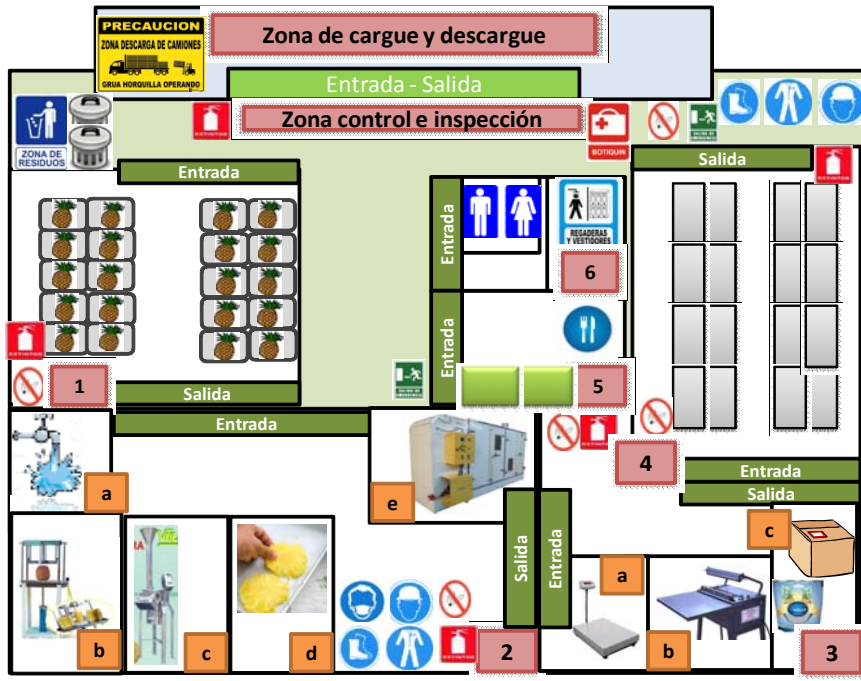 PRECAUCION
ZONA DESCARGA DE CAMIONES
GRUA HORQUILLA OPERANDO
Zona de cargue y descargue
Entrada - Salida
Zona control e inspección
ZONA DE
RESIDUOS
BOTIQUIN
Entrada
Salida
Entrada
REGADERAS
Y VESTIDORES
6
Entrada
5
1
Salida
Entrada
4
Entrada
Salida
a
e
c
Salida
Entrada
a
b
c
d
2
b
3